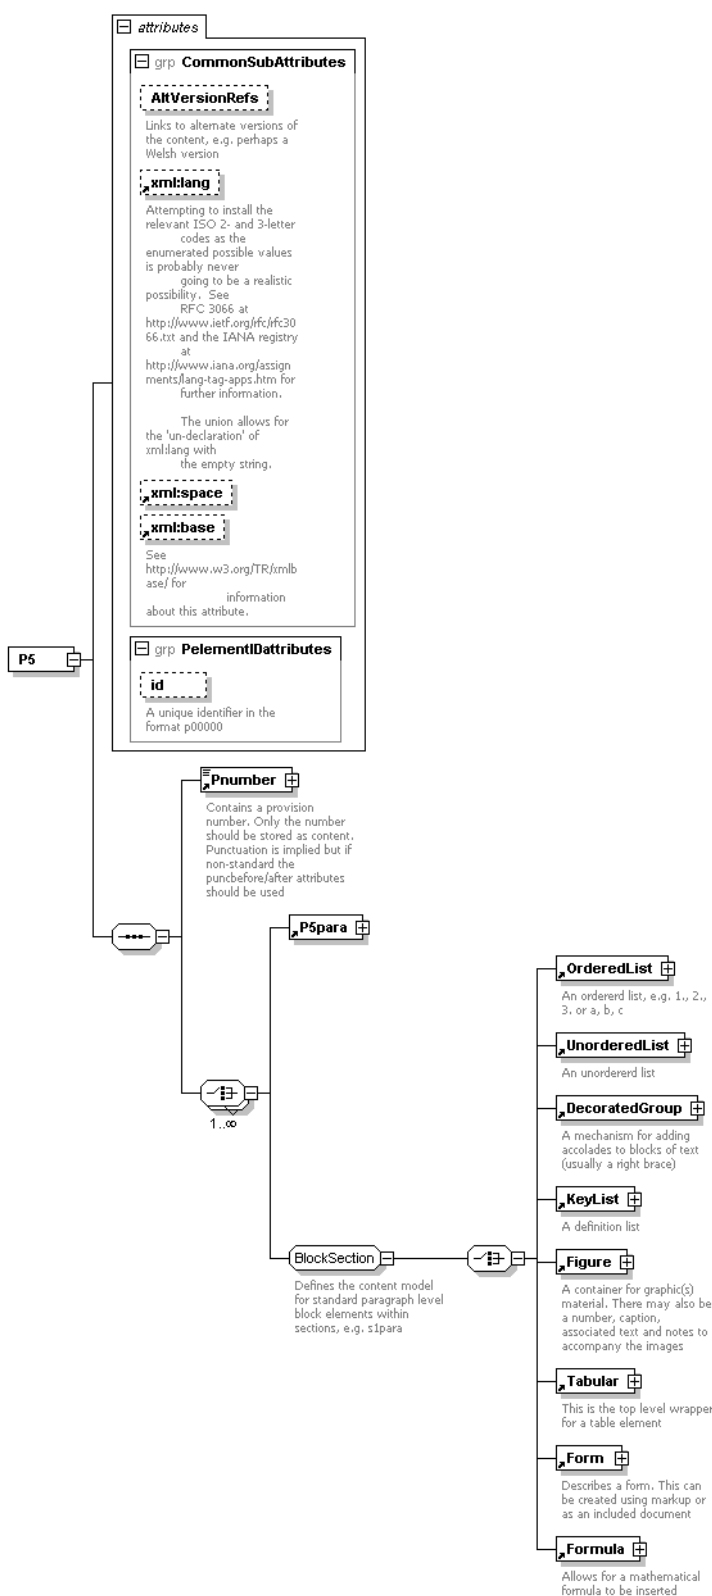 attributes
grp CommonSubAttributes
AltVersionRefs
Links to alternate versions of
the content, e.g. perhaps a
Welsh version
xml:lang
Attempting to install the
relevant ISO 2- and 3-letter
codes as the
enumerated possible values
is probably never
going to be a realistic
possibility. See
RFC 3066 at
http://www.ietf.org/rfc/rfc30
66.txt and the IANA registry
at
http://www.iana.org/assign
ments/lang-tag-apps.htm for
further information.
The union allows for
the 'un-declaration' of
xml:lang with
the empty string.
xml:space
xml:base
See
http://www.w3.org/TR/xmlb
ase/ for
information
about this attribute.
P5
grp PelementIDattributes
id
A unique identifier in the
format p00000
Pnumber
Contains a provision
number. Only the number
should be stored as content.
Punctuation is implied but if
non-standard the
puncbefore/after attributes
should be used
P5para
1..∞
BlockSection
Defines the content model
for standard paragraph level
block elements within
sections, e.g. s1para
OrderedList
An ordererd list, e.g. 1., 2.,
3. or a, b, c
UnorderedList
An unordererd list
DecoratedGroup
A mechanism for adding
accolades to blocks of text
(usually a right brace)
KeyList
A definition list
Figure
A container for graphic(s)
material. There may also be
a number, caption,
associated text and notes to
accompany the images
Tabular
This is the top level wrapper
for a table element
Form
Describes a form. This can
be created using markup or
as an included document
Formula
Allows for a mathematical
formula to be inserted